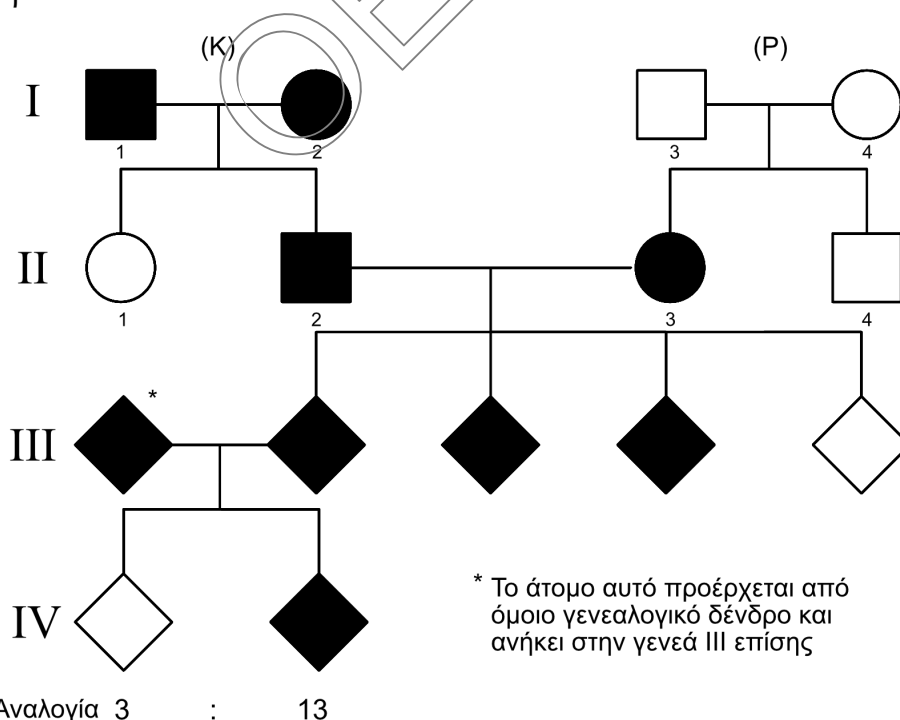 (Κ) (Ρ)
I
1 2 3 4
II
1 2 3 4
*
III
* Το άτομο αυτό προέρχεται από
όμοιο γενεαλογικό δένδρο και
ανήκει στην γενεά III επίσης
IV
Αναλογία 3 : 13